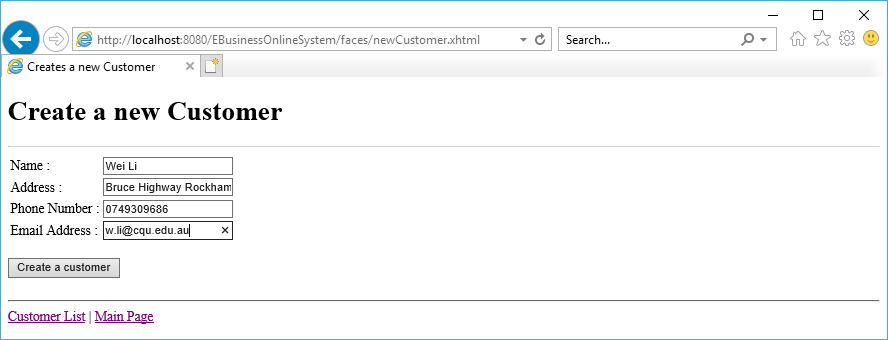 http://localhost:8080/EBusinessOnlineSystem/faces/newCustomer.xhtml Search...
Creates a new Customer
Create a new Customer
Name : Wei Li
Address : Bruce Highway Rockham
Phone Number : 0749309686
Email Address : w.li@cqu.edu.au
Create a customer
Customer List | Main Page